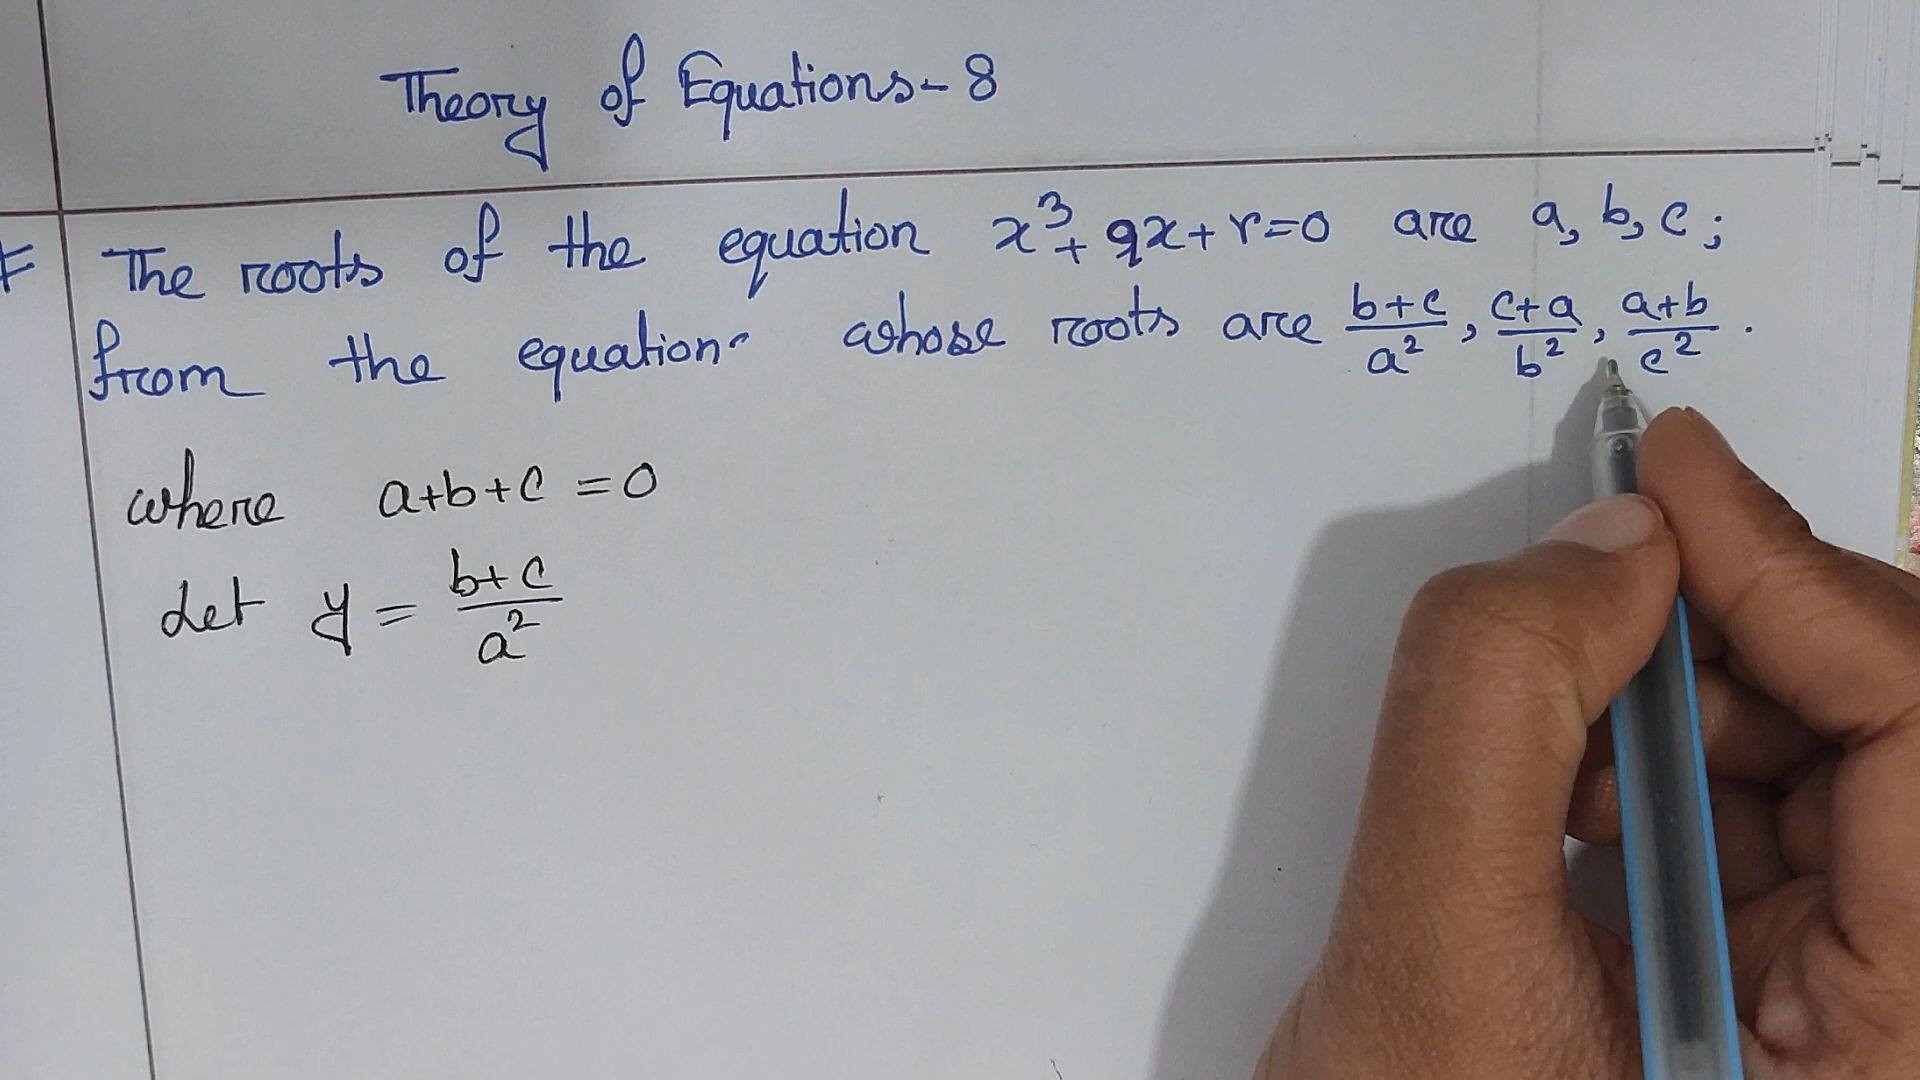 Theory of Equations - 8
The roots of the equation x³ + qx + r = 0 are a, b, c;
from the equation whose roots are (b+c)/a², (c+a)/b², (a+b)/c².
where a+b+c = 0
Let y = (b+c)/a²